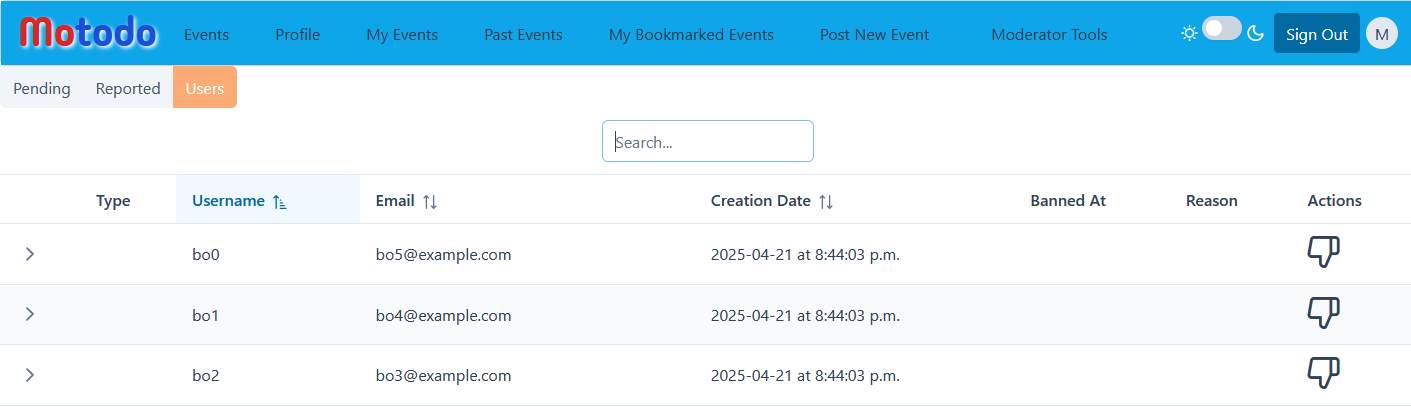 Motodo Events Profile My Events Past Events My Bookmarked Events Post New Event Moderator Tools Sign Out M
Pending Reported Users
Search...
Type Username Email Creation Date Banned At Reason Actions
bo0 bo5@example.com 2025-04-21 at 8:44:03 p.m.
bo1 bo4@example.com 2025-04-21 at 8:44:03 p.m.
bo2 bo3@example.com 2025-04-21 at 8:44:03 p.m.